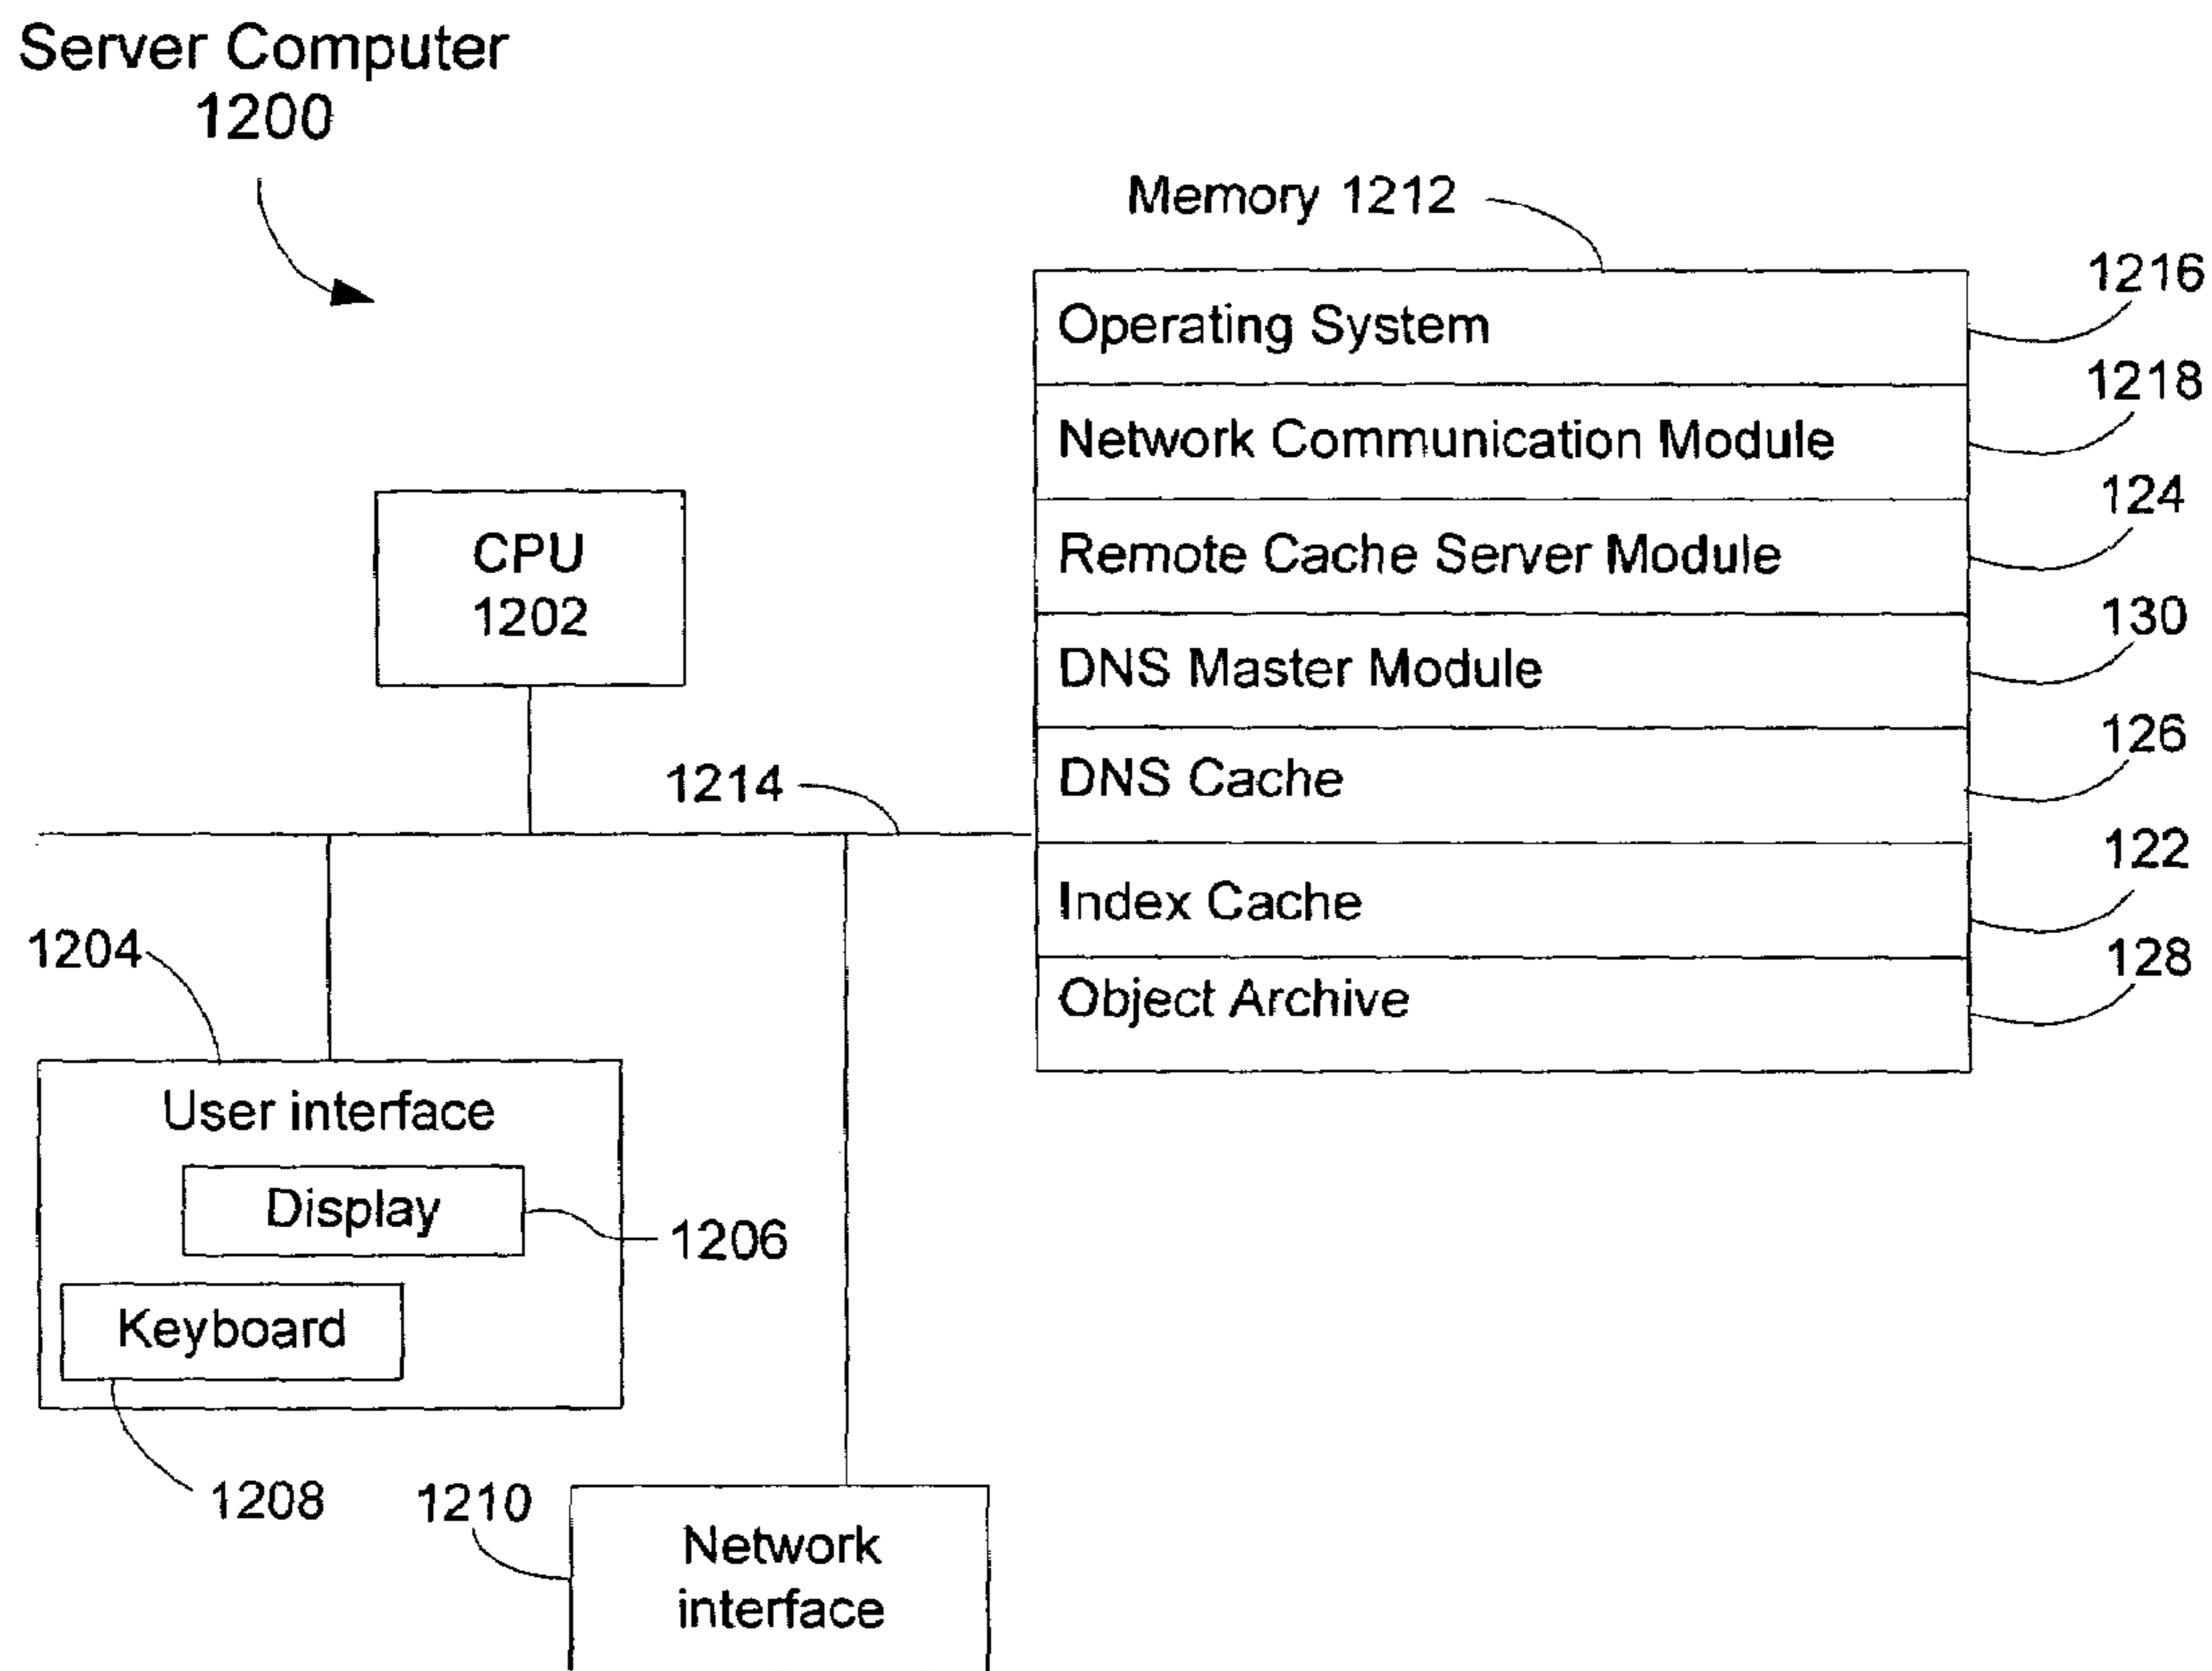 Server Computer
1200
Memory 1212
Operating System
1216
Network Communication Module
1218
Remote Cache Server Module
124
DNS Master Module
130
DNS Cache
126
Index Cache
122
Object Archive
128
CPU
1202
1214
1204
User interface
Display
1206
Keyboard
1208
1210
Network
interface